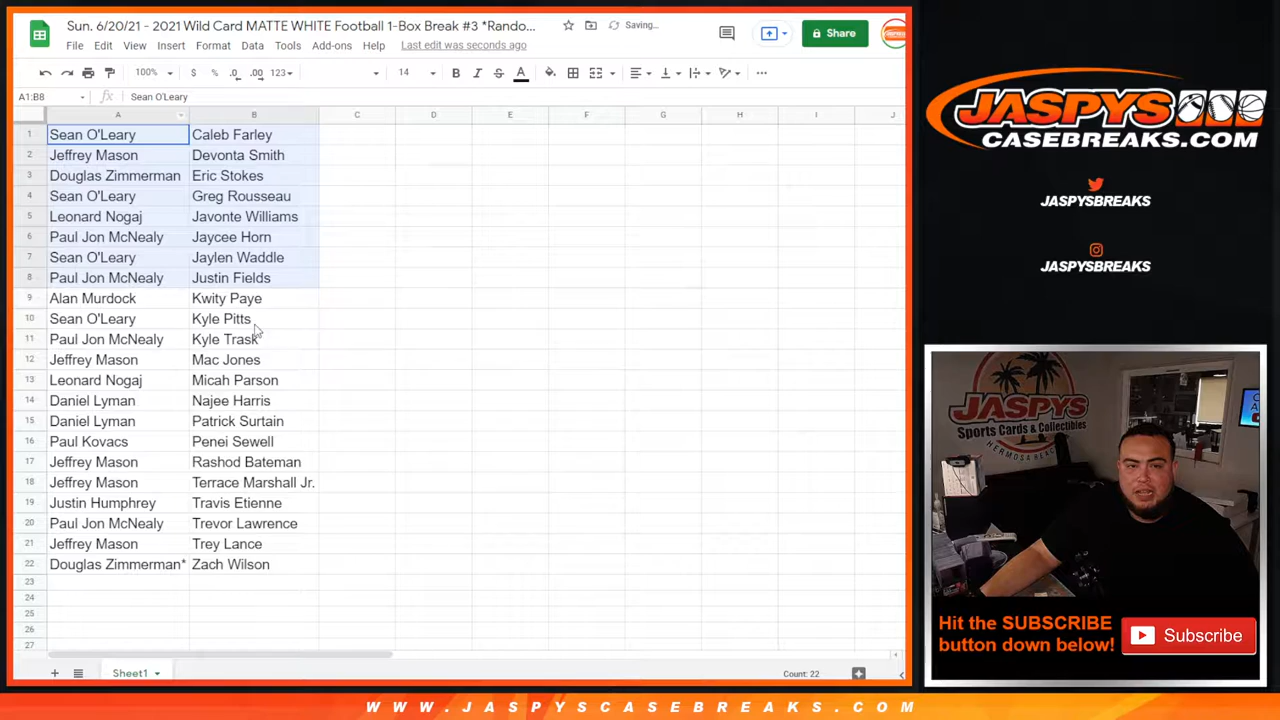 Sun. 6/20/21 - 2021 Wild Card MATTE WHITE Football 1-Box Break #3 *Rando...
Saving...
File Edit View Insert Format Data Tools Add-ons Help Last edit was seconds ago
Share
100% $ % .0 .00 123 14 B I S A
A1:B8 fx Sean O'Leary
A B C D E F G H I J
1 Sean O'Leary Caleb Farley
2 Jeffrey Mason Devonta Smith
3 Douglas Zimmerman Eric Stokes
4 Sean O'Leary Greg Rousseau
5 Leonard Nogaj Javonte Williams
6 Paul Jon McNealy Jaycee Horn
7 Sean O'Leary Jaylen Waddle
8 Paul Jon McNealy Justin Fields
9 Alan Murdock Kwity Paye
10 Sean O'Leary Kyle Pitts
11 Paul Jon McNealy Kyle Trask
12 Jeffrey Mason Mac Jones
13 Leonard Nogaj Micah Parson
14 Daniel Lyman Najee Harris
15 Daniel Lyman Patrick Surtain
16 Paul Kovacs Penei Sewell
17 Jeffrey Mason Rashod Bateman
18 Jeffrey Mason Terrace Marshall Jr.
19 Justin Humphrey Travis Etienne
20 Paul Jon McNealy Trevor Lawrence
21 Jeffrey Mason Trey Lance
22 Douglas Zimmerman* Zach Wilson
23
24
25
26
27
Sheet1
Count: 22
JASPYS
CASEBREAKS.COM
JASPYSBREAKS
JASPYSBREAKS
JASPYS
Sports Cards & Collectibles
HERMOSA BEACH
Hit the SUBSCRIBE
button down below!
Subscribe
WWW.JASPYSCASEBREAKS.COM